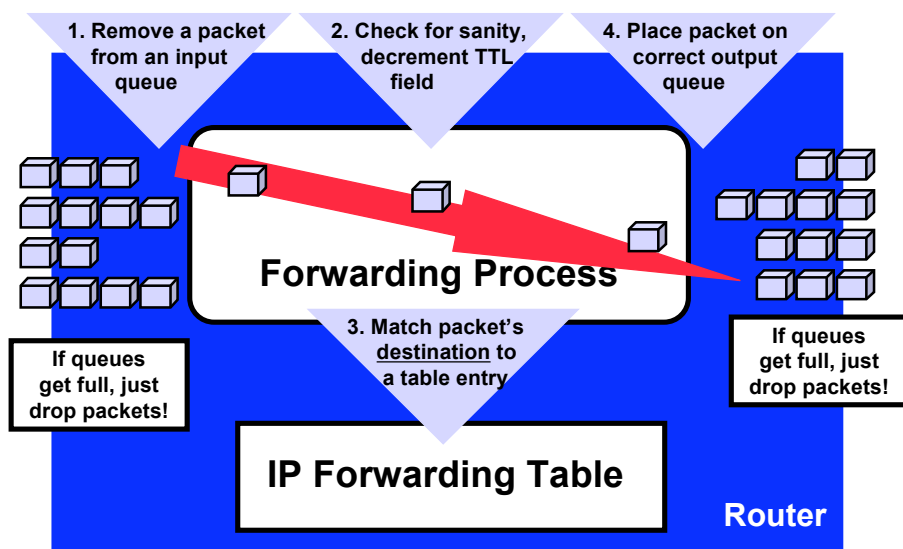 1. Remove a packet
from an input
queue
2. Check for sanity,
decrement TTL
field
4. Place packet on
correct output
queue
Forwarding Process
3. Match packet's
destination to
a table entry
If queues
get full, just
drop packets!
If queues
get full, just
drop packets!
IP Forwarding Table
Router